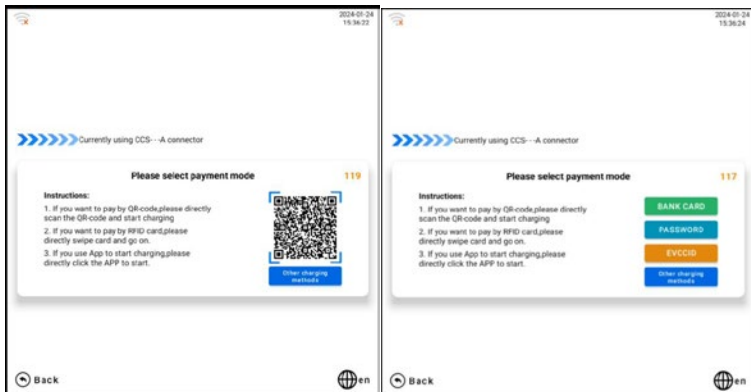 2024-01-24
15:36:22
Currently using CCS---A connector
Please select payment mode
119
Instructions:
1. If you want to pay by QR-code,please directly
scan the QR-code and start charging
2. If you want to pay by RFID card,please
directly swipe card and go on.
3. If you use App to start charging,please
directly click the APP to start.
Other charging
methods
Back
en
2024-01-24
15:36:24
Currently using CCS---A connector
Please select payment mode
117
Instructions:
1. If you want to pay by QR-code,please directly
scan the QR-code and start charging
2. If you want to pay by RFID card,please
directly swipe card and go on.
3. If you use App to start charging,please
directly click the APP to start.
BANK CARD
PASSWORD
EVCCID
Other charging
methods
Back
en